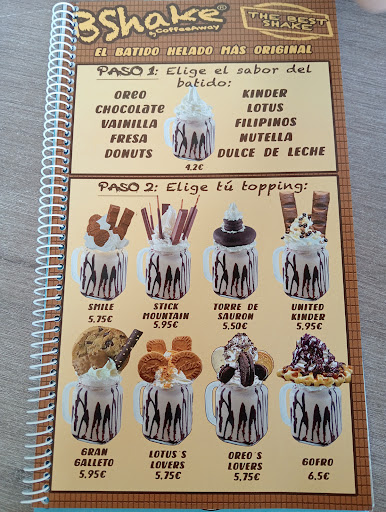 BShake®
by CoffeeAway
THE BEST
SHAKE
EL BATIDO HELADO MÁS ORIGINAL
PASO 1: Elige el sabor del
batido:
OREO
CHOCOLATE
VAINILLA
FRESA
DONUTS
KINDER
LOTUS
FILIPINOS
NUTELLA
DULCE DE LECHE
4,2€
PASO 2: Elige tú topping:
SMILE
5,75€
STICK
MOUNTAIN
5,95€
TORRE DE
SAURON
5,50€
UNITED
KINDER
5,95€
GRAN
GALLETO
5,95€
LOTUS´S
LOVERS
5,75€
OREO´S
LOVERS
5,75€
GOFRO
6,5€